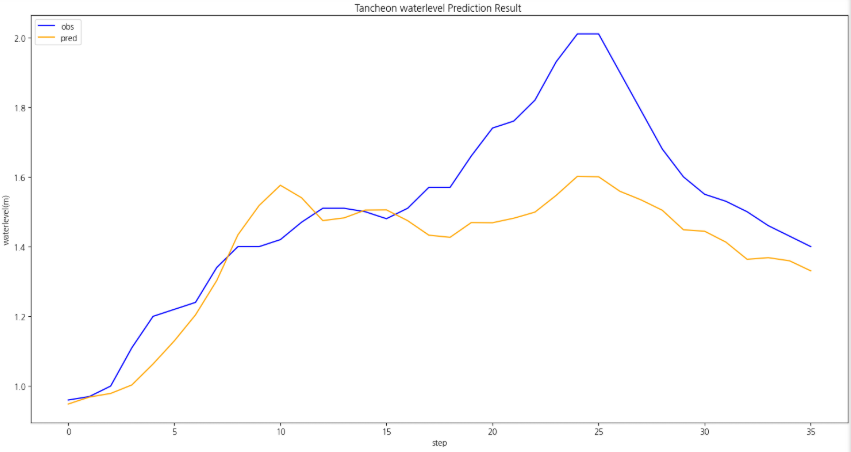 Tancheon waterlevel Prediction Result
obs
pred
2.0
1.8
1.6
1.4
1.2
1.0
waterlevel(m)
0 5 10 15 20 25 30 35
step